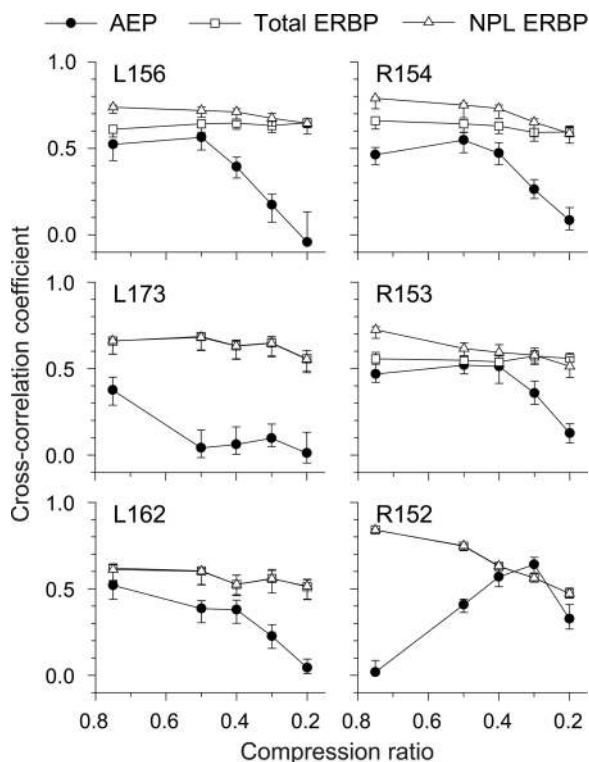 AEP Total ERBP NPL ERBP
L156 R154
1.0
0.5
0.0
L173 R153
1.0
0.5
0.0
L162 R152
1.0
0.5
0.0
0.8 0.6 0.4 0.2 0.8 0.6 0.4 0.2
Compression ratio
Cross-correlation coefficient